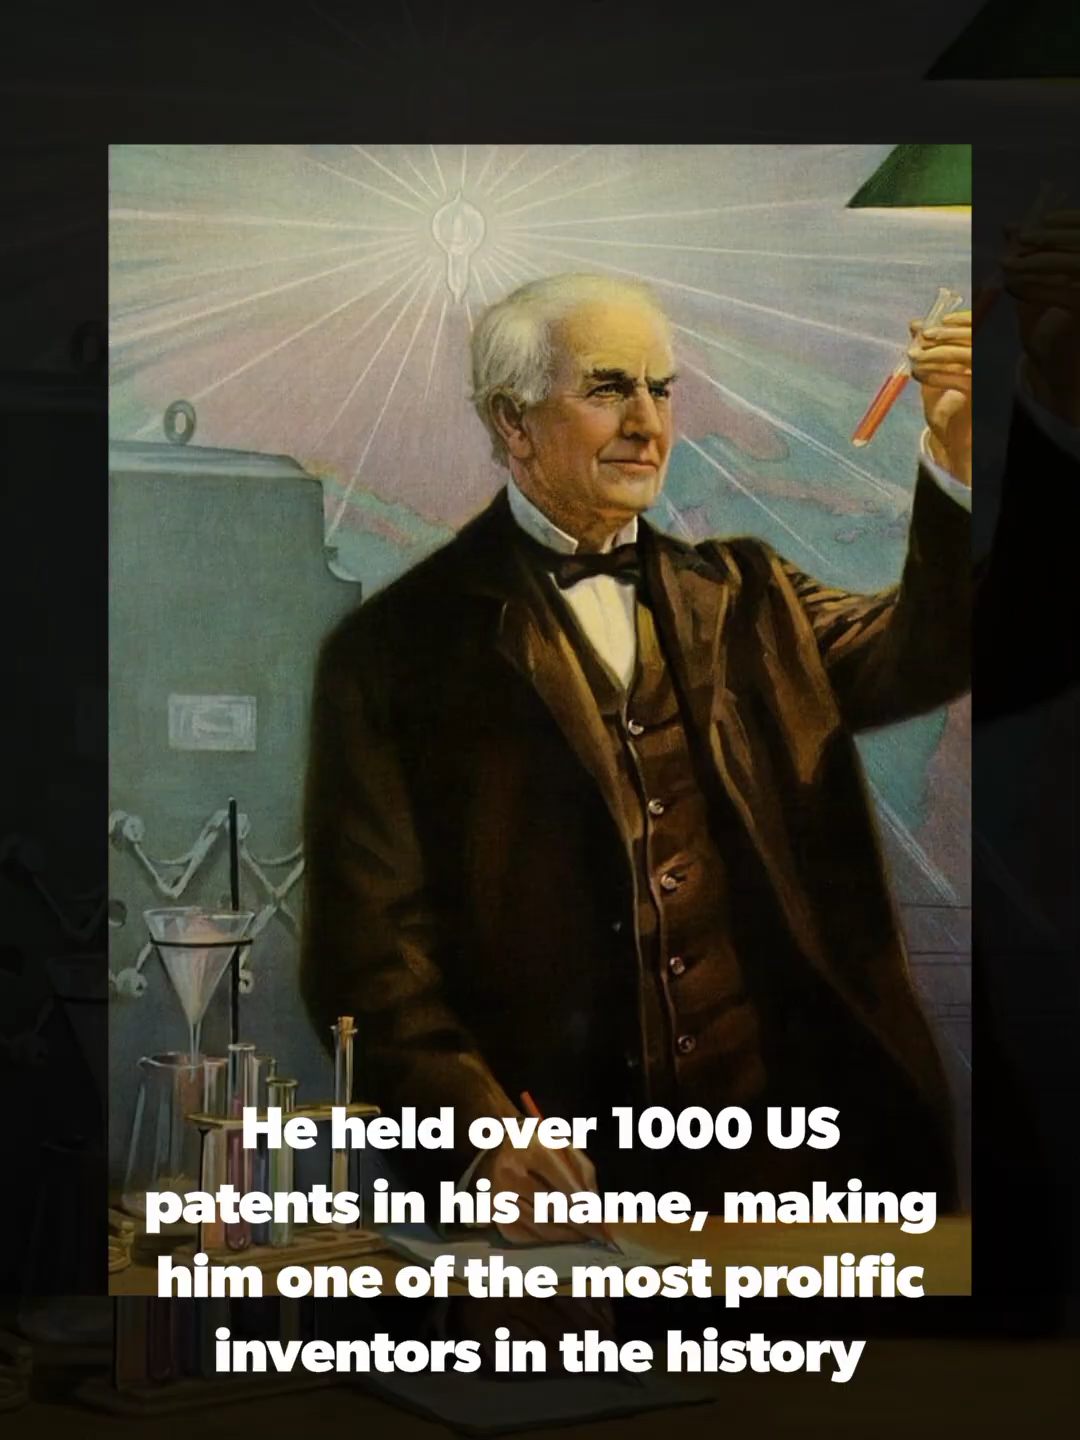 He held over 1000 US
patents in his name, making
him one of the most prolific
inventors in the history